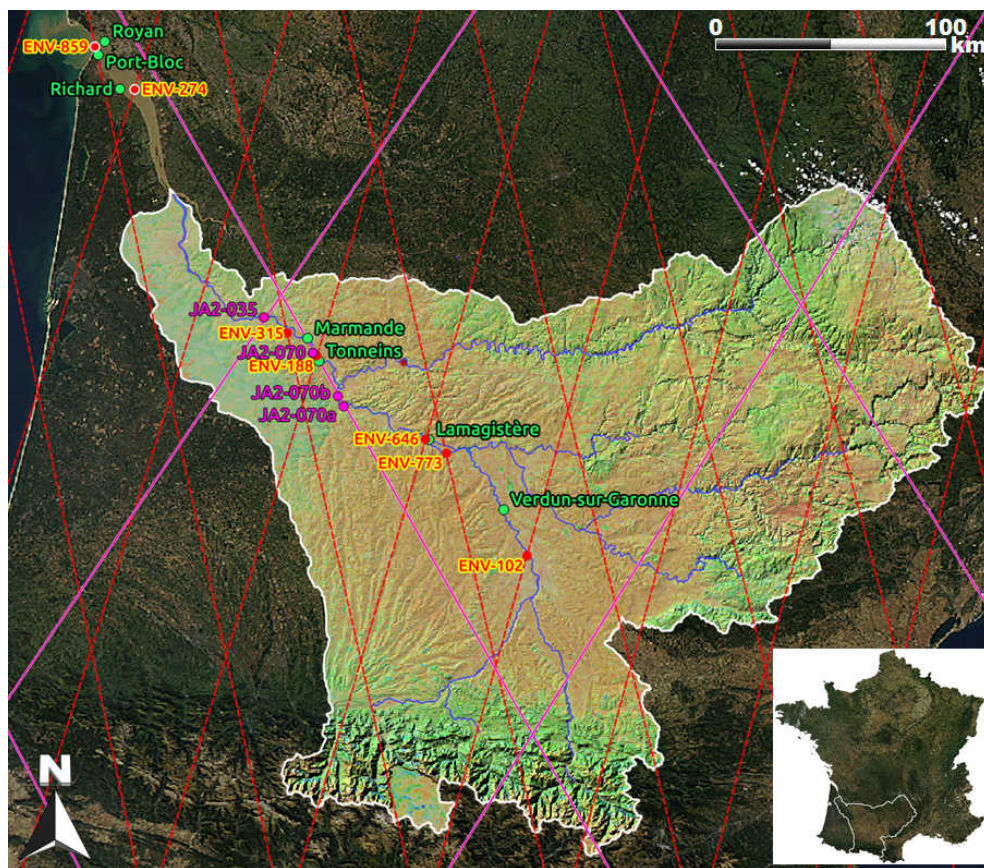 0 100
km
Royan
ENV-859
Port-Bloc
Richard
ENV-274
JA2-035
ENV-315
Marmande
JA2-070
Tonneins
ENV-188
JA2-070b
JA2-070a
ENV-646
Lamagistère
ENV-773
Verdun-sur-Garonne
ENV-102
N